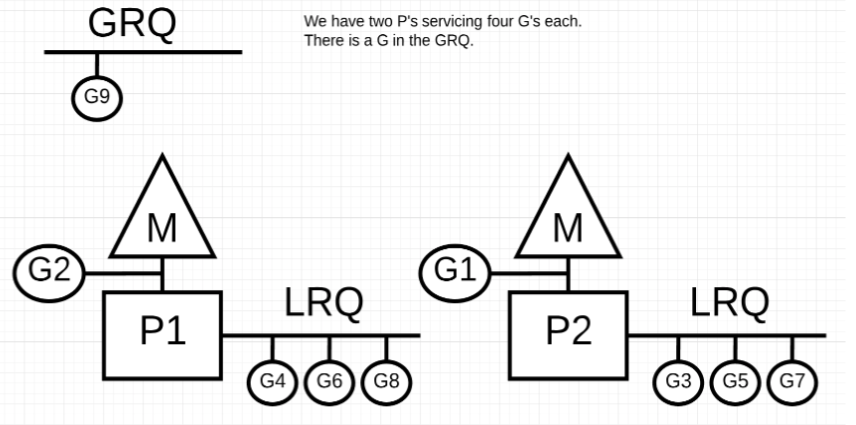 GRQ
We have two P's servicing four G's each.
There is a G in the GRQ.
G9
M
M
G2
G1
P1
LRQ
P2
LRQ
G4 G6 G8
G3 G5 G7